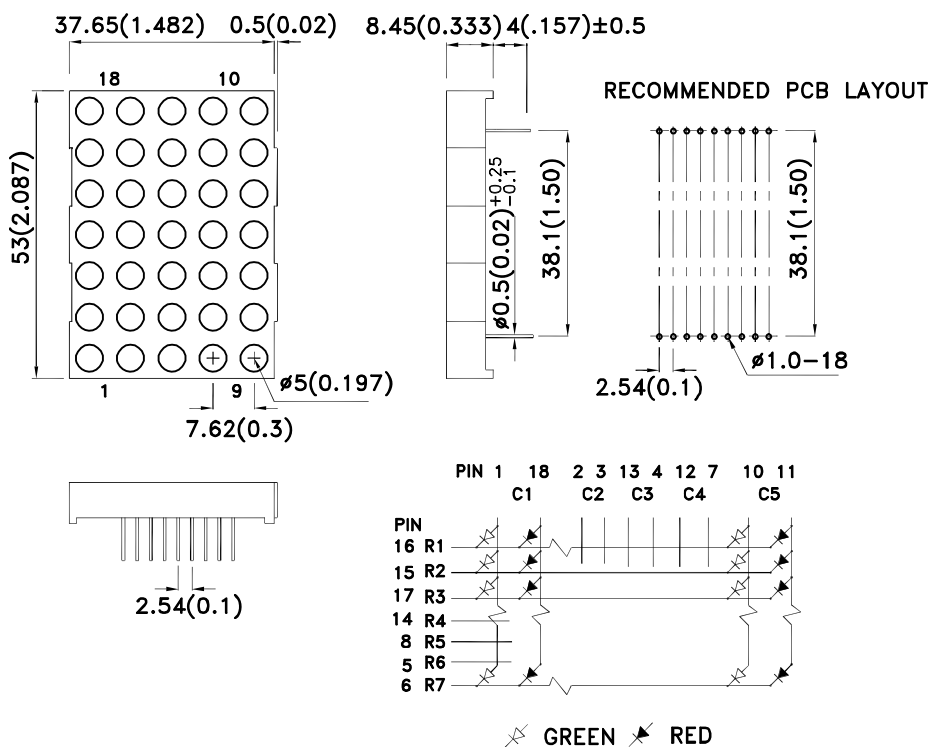 37.65(1.482) 0.5(0.02)
8.45(0.333) 4(.157)±0.5
18 10
RECOMMENDED PCB LAYOUT
53(2.087)
ø0.5(0.02)+0.25 -0.1
38.1(1.50)
38.1(1.50)
1 9
ø5(0.197)
7.62(0.3)
ø1.0-18
2.54(0.1)
2.54(0.1)
PIN 1 18 2 3 13 4 12 7 10 11
C1 C2 C3 C4 C5
PIN
16 R1
15 R2
17 R3
14 R4
8 R5
5 R6
6 R7
GREEN RED